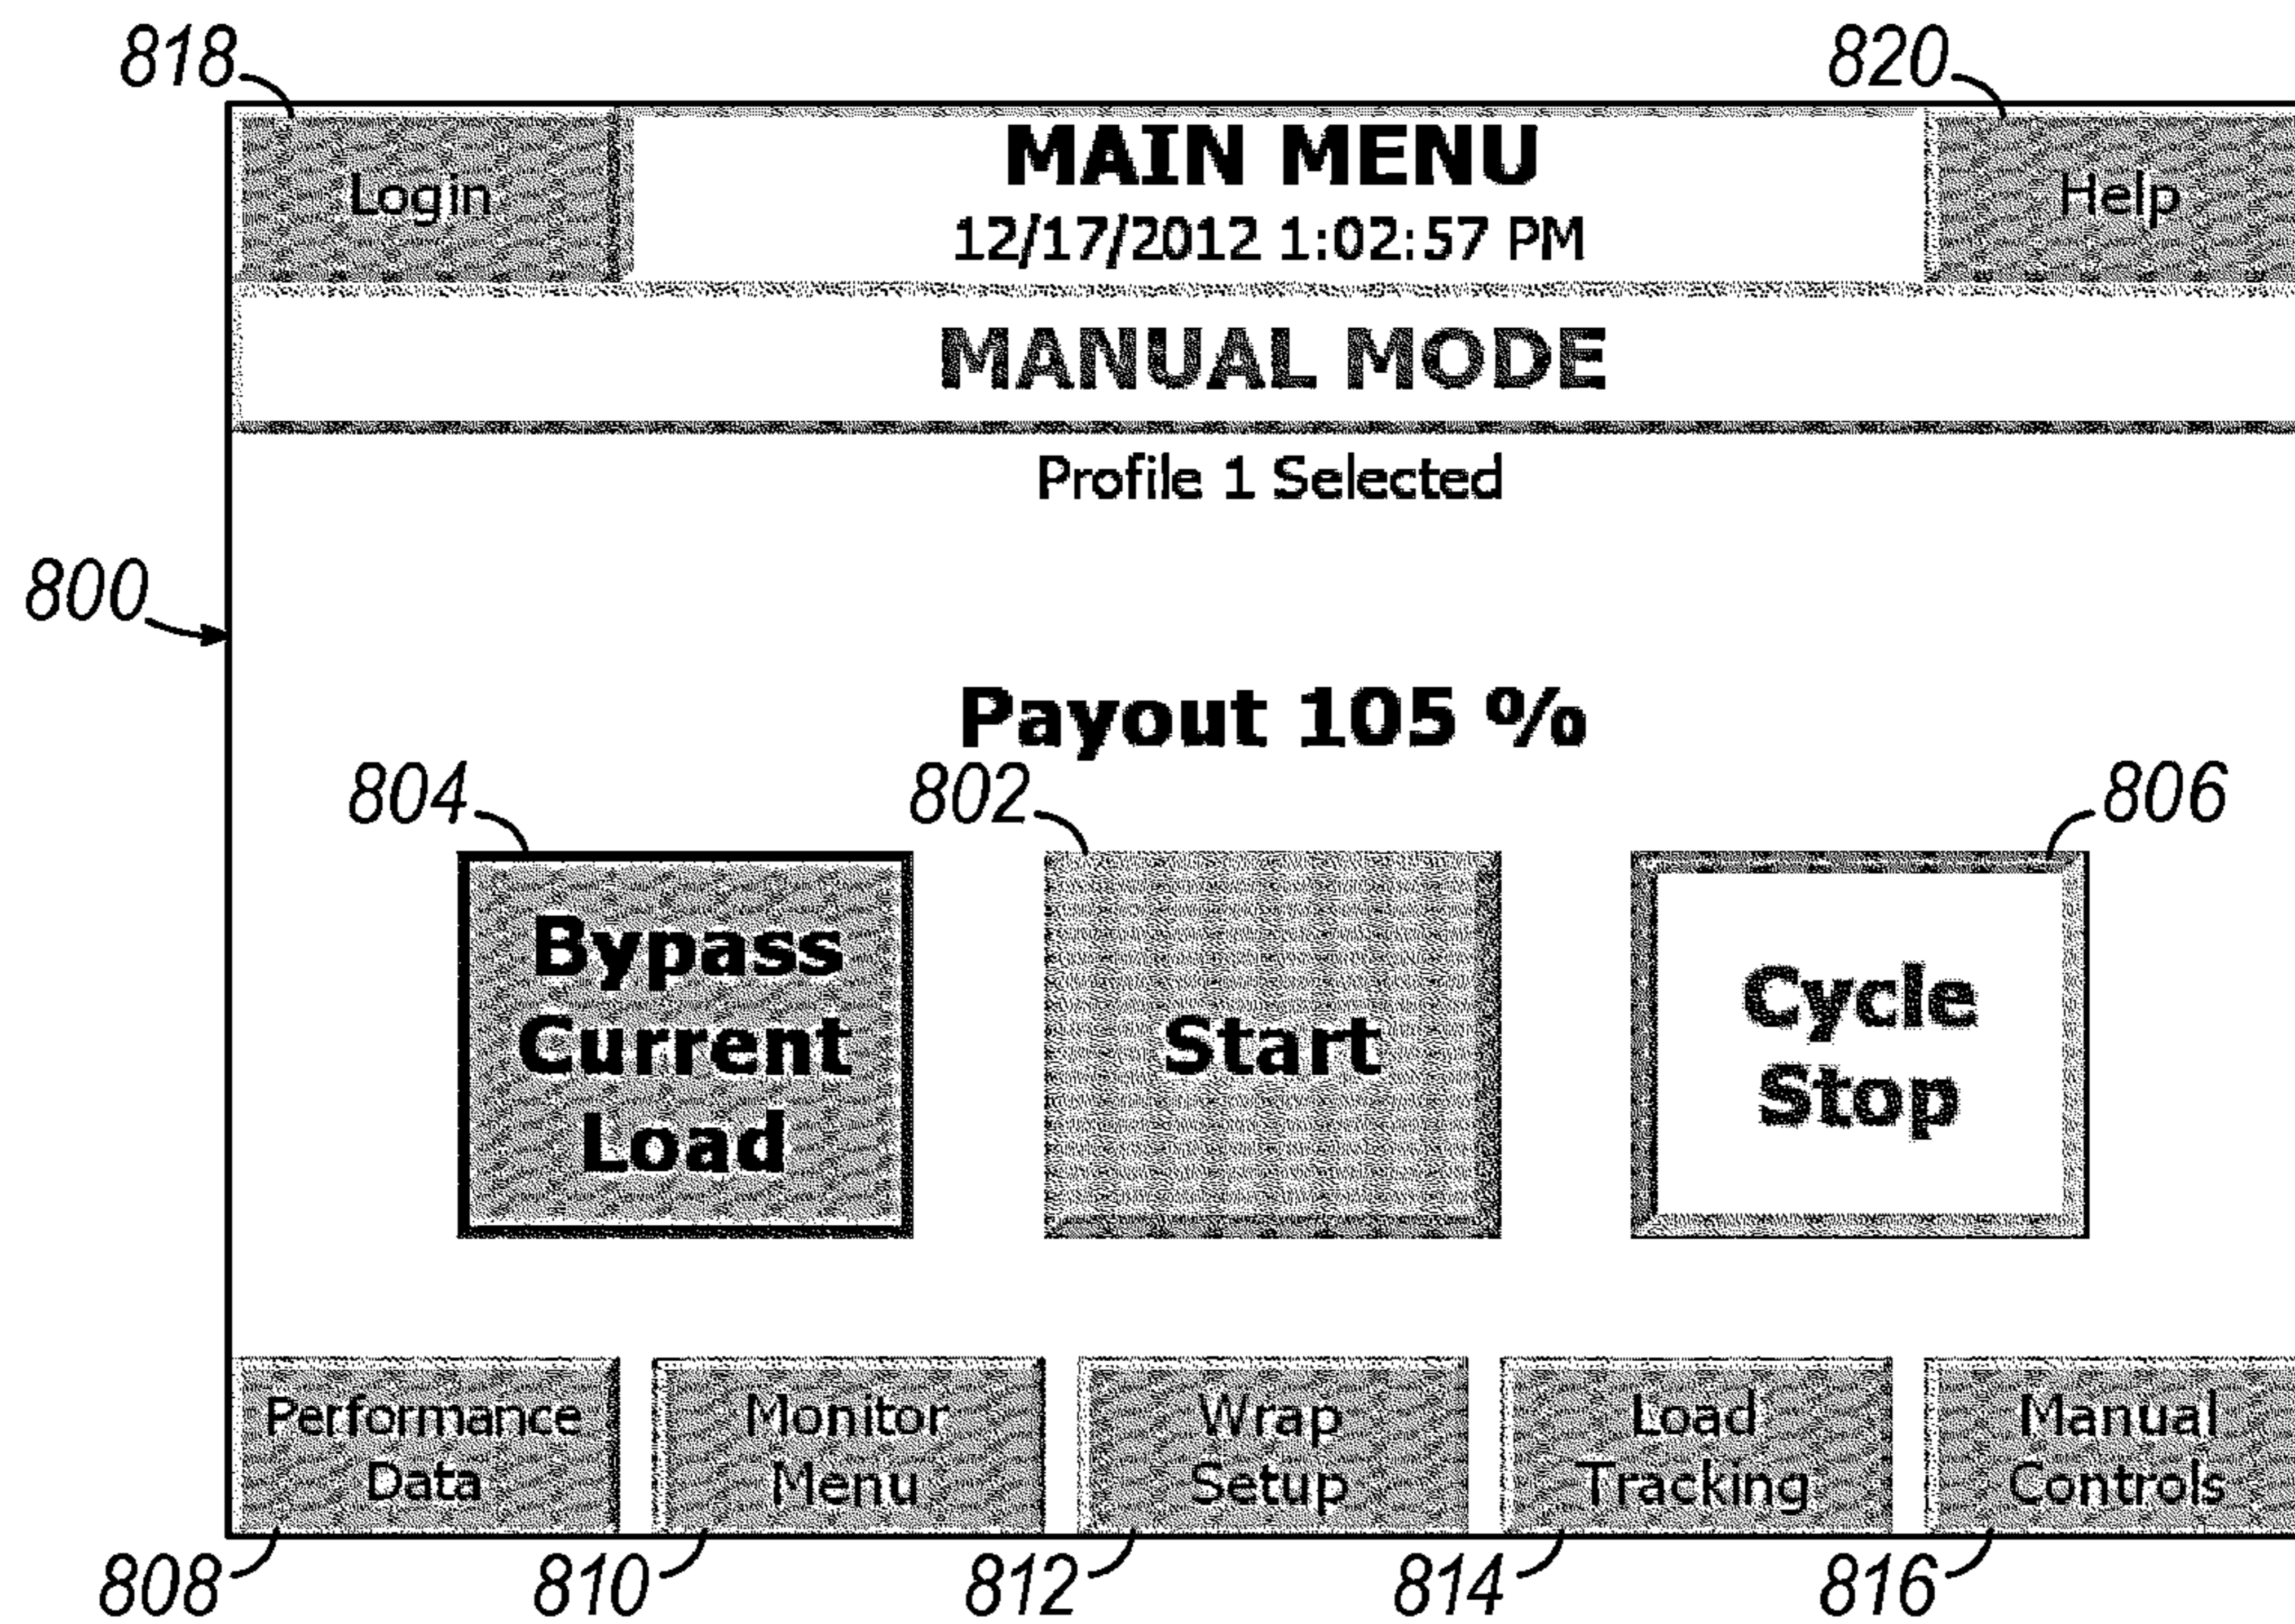 818
820
Login
MAIN MENU
Help
12/17/2012 1:02:57 PM
MANUAL MODE
Profile 1 Selected
800
Payout 105 %
804
802
806
Bypass
Current
Load
Start
Cycle
Stop
Performance
Data
Monitor
Menu
Wrap
Setup
Load
Tracking
Manual
Controls
808
810
812
814
816